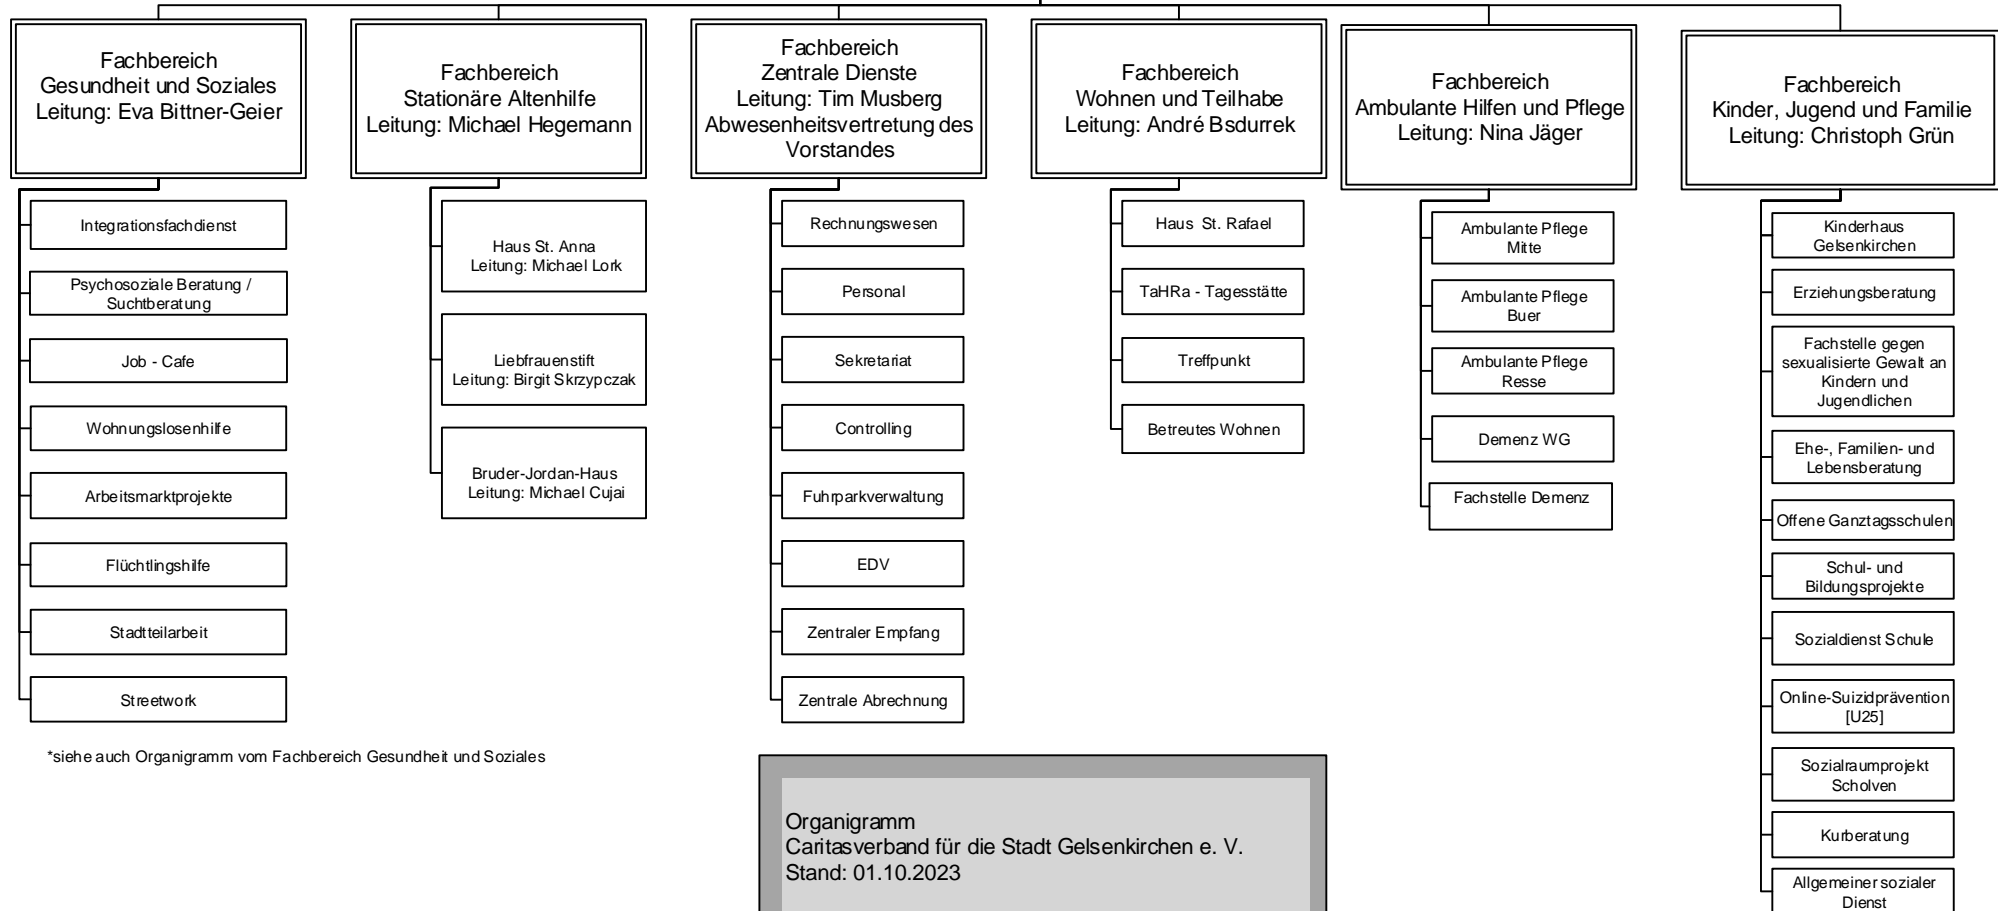 Fachbereich
Gesundheit und Soziales
Leitung: Eva Bittner-Geier
Integrationsfachdienst
Psychosoziale Beratung /
Suchtberatung
Job - Cafe
Wohnungslosenhilfe
Arbeitsmarktprojekte
Flüchtlingshilfe
Stadtteilarbeit
Streetwork
*siehe auch Organigramm vom Fachbereich Gesundheit und Soziales
Fachbereich
Stationäre Altenhilfe
Leitung: Michael Hegemann
Haus St. Anna
Leitung: Michael Lork
Liebfrauenstift
Leitung: Birgit Skrzypczak
Bruder-Jordan-Haus
Leitung: Michael Cujai
Fachbereich
Zentrale Dienste
Leitung: Tim Musberg
Abwesenheitsvertretung des
Vorstandes
Rechnungswesen
Personal
Sekretariat
Controlling
Fuhrparkverwaltung
EDV
Zentraler Empfang
Zentrale Abrechnung
Fachbereich
Wohnen und Teilhabe
Leitung: André Bsdurrek
Haus St. Rafael
TaHRa - Tagesstätte
Treffpunkt
Betreutes Wohnen
Fachbereich
Ambulante Hilfen und Pflege
Leitung: Nina Jäger
Ambulante Pflege
Mitte
Ambulante Pflege
Buer
Ambulante Pflege
Resse
Demenz WG
Fachstelle Demenz
Fachbereich
Kinder, Jugend und Familie
Leitung: Christoph Grün
Kinderhaus
Gelsenkirchen
Erziehungsberatung
Fachstelle gegen
sexualisierte Gewalt an
Kindern und
Jugendlichen
Ehe-, Familien- und
Lebensberatung
Offene Ganztagsschulen
Schul- und
Bildungsprojekte
Sozialdienst Schule
Online-Suizidprävention
[U25]
Sozialraumprojekt
Scholven
Kurberatung
Allgemeiner sozialer
Dienst
Organigramm
Caritasverband für die Stadt Gelsenkirchen e. V.
Stand: 01.10.2023